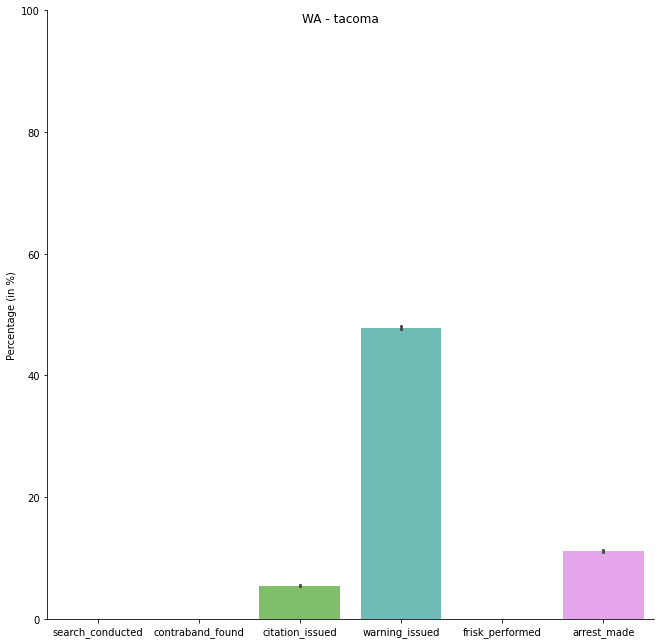 WA - tacoma
100
80
60
40
20
0
Percentage (in %)
search_conducted contraband_found citation_issued warning_issued frisk_performed arrest_made